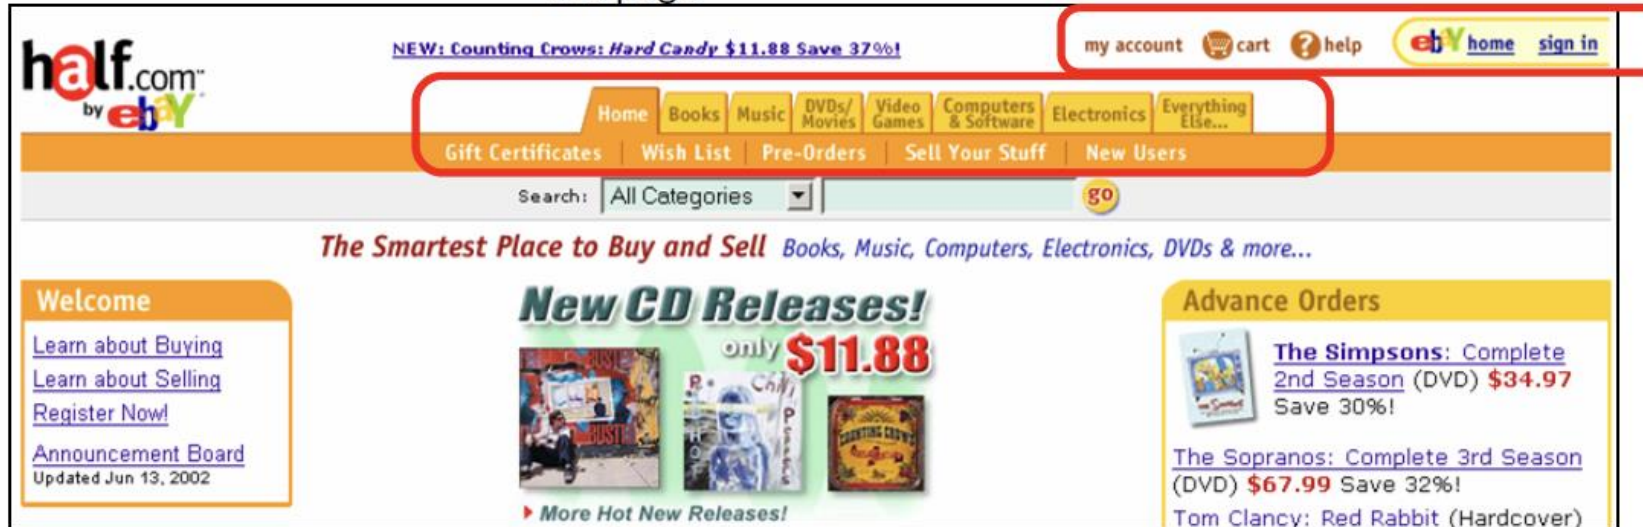 half.com
by ebY
NEW: Counting Crows: Hard Candy $11.88 Save 37%!
my account cart ? help ebY home sign in
Home Books Music DVDs/ Movies Video Games Computers & Software Electronics Everything Else...
Gift Certificates | Wish List | Pre-Orders | Sell Your Stuff | New Users
Search: All Categories go
The Smartest Place to Buy and Sell Books, Music, Computers, Electronics, DVDs & more...
Welcome
Learn about Buying
Learn about Selling
Register Now!
Announcement Board
Updated Jun 13, 2002
New CD Releases!
only $11.88
COUNTING CROWS
More Hot New Releases!
Advance Orders
The Simpsons: Complete
2nd Season (DVD) $34.97
Save 30%!
The Sopranos: Complete 3rd Season
(DVD) $67.99 Save 32%!
Tom Clancy: Red Rabbit (Hardcover)